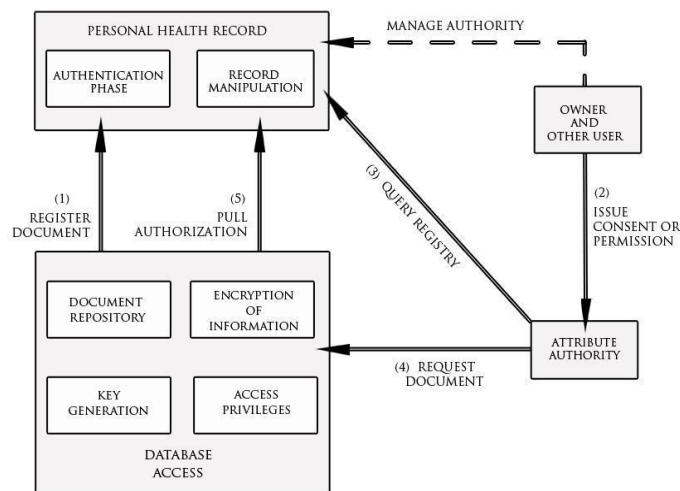 PERSONAL HEALTH RECORD
AUTHENTICATION
PHASE
RECORD
MANIPULATION
MANAGE AUTHORITY
OWNER
AND
OTHER USER
(1)
REGISTER
DOCUMENT
(5)
PULL
AUTHORIZATION
(3) QUERY REGISTRY
(2)
ISSUE
CONSENT OR
PERMISSION
DOCUMENT
REPOSITORY
ENCRYPTION
OF
INFORMATION
KEY
GENERATION
ACCESS
PRIVILEGES
DATABASE
ACCESS
ATTRIBUTE
AUTHORITY
(4) REQUEST
DOCUMENT